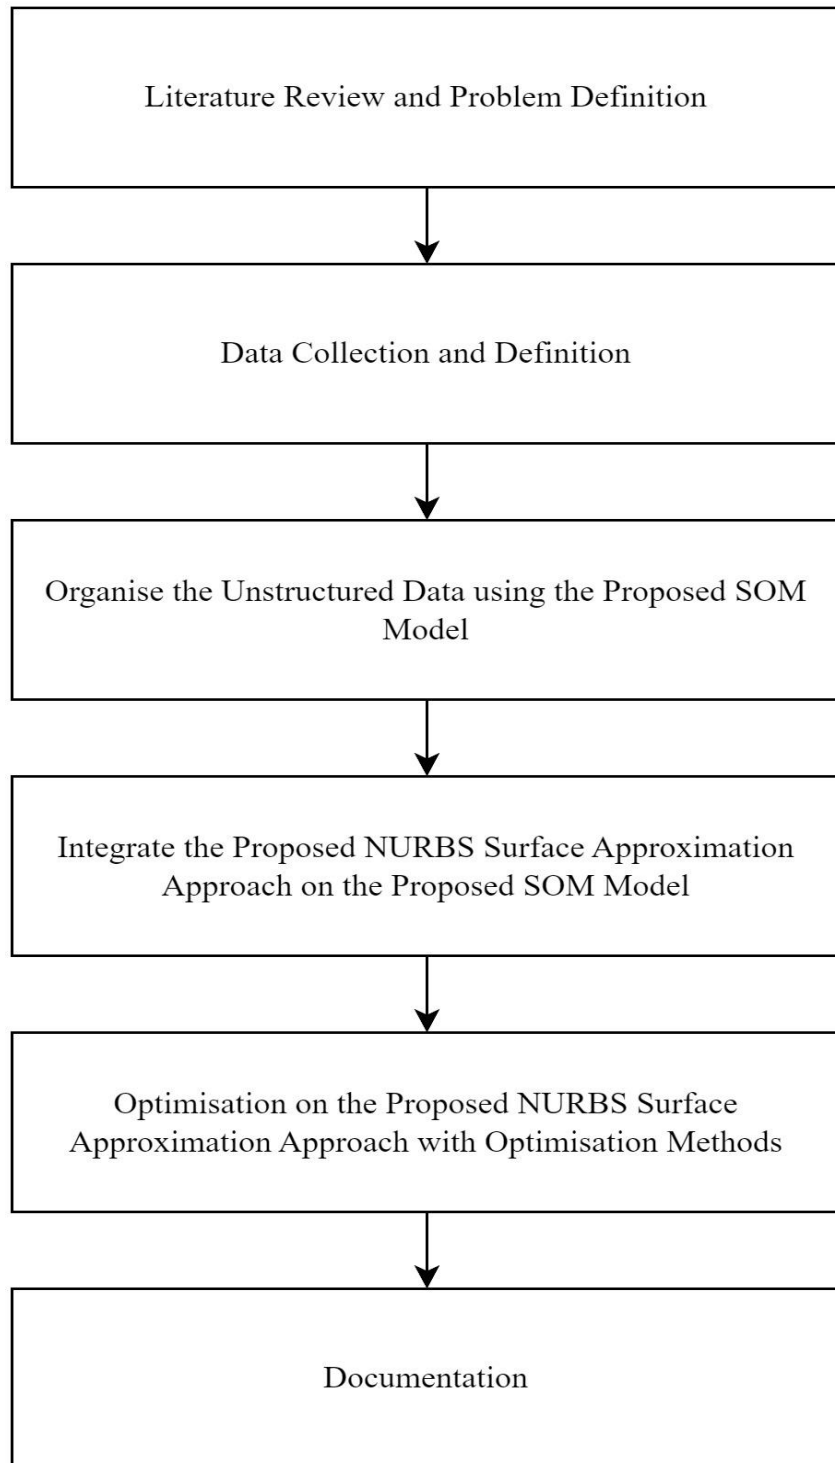 Literature Review and Problem Definition
Data Collection and Definition
Organise the Unstructured Data using the Proposed SOM
Model
Integrate the Proposed NURBS Surface Approximation
Approach on the Proposed SOM Model
Optimisation on the Proposed NURBS Surface
Approximation Approach with Optimisation Methods
Documentation